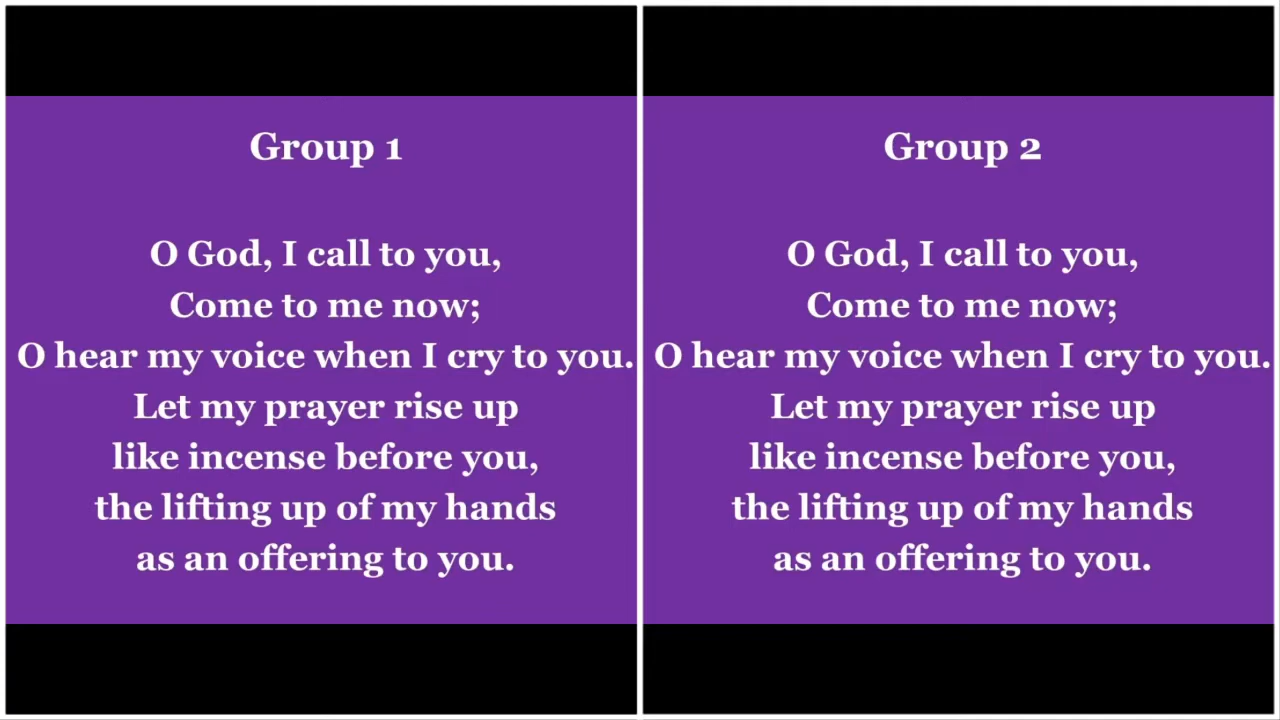 Group 1
O God, I call to you,
Come to me now;
O hear my voice when I cry to you.
Let my prayer rise up
like incense before you,
the lifting up of my hands
as an offering to you.
Group 2
O God, I call to you,
Come to me now;
O hear my voice when I cry to you.
Let my prayer rise up
like incense before you,
the lifting up of my hands
as an offering to you.